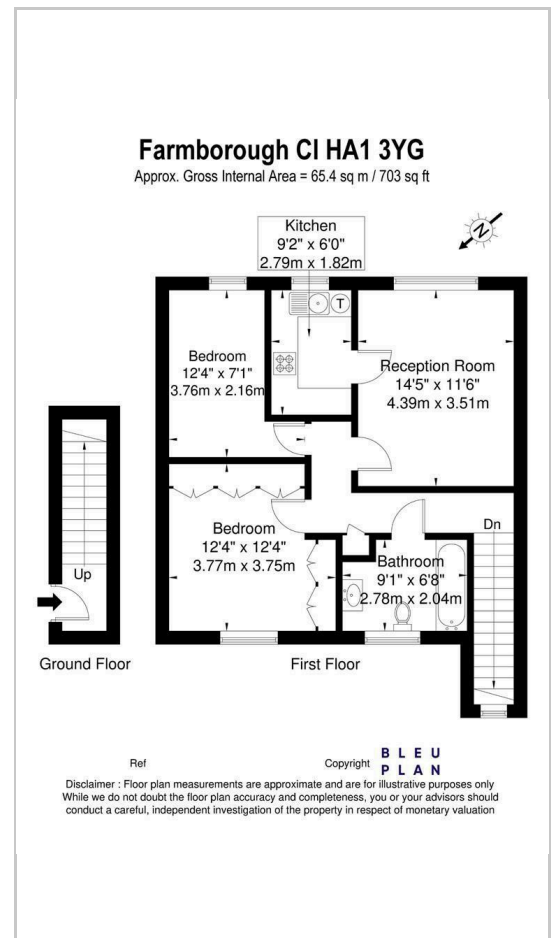 Farmborough Cl HA1 3YG
Approx. Gross Internal Area = 65.4 sq m / 703 sq ft
N
Kitchen
9'2" x 6'0"
2.79m x 1.82m
T
Bedroom
12'4" x 7'1"
3.76m x 2.16m
Reception Room
14'5" x 11'6"
4.39m x 3.51m
Bedroom
12'4" x 12'4"
3.77m x 3.75m
Bathroom
9'1" x 6'8"
2.78m x 2.04m
Dn
Up
Ground Floor
First Floor
Ref
Copyright
BLEU
PLAN
Disclaimer : Floor plan measurements are approximate and are for illustrative purposes only
While we do not doubt the floor plan accuracy and completeness, you or your advisors should
conduct a careful, independent investigation of the property in respect of monetary valuation